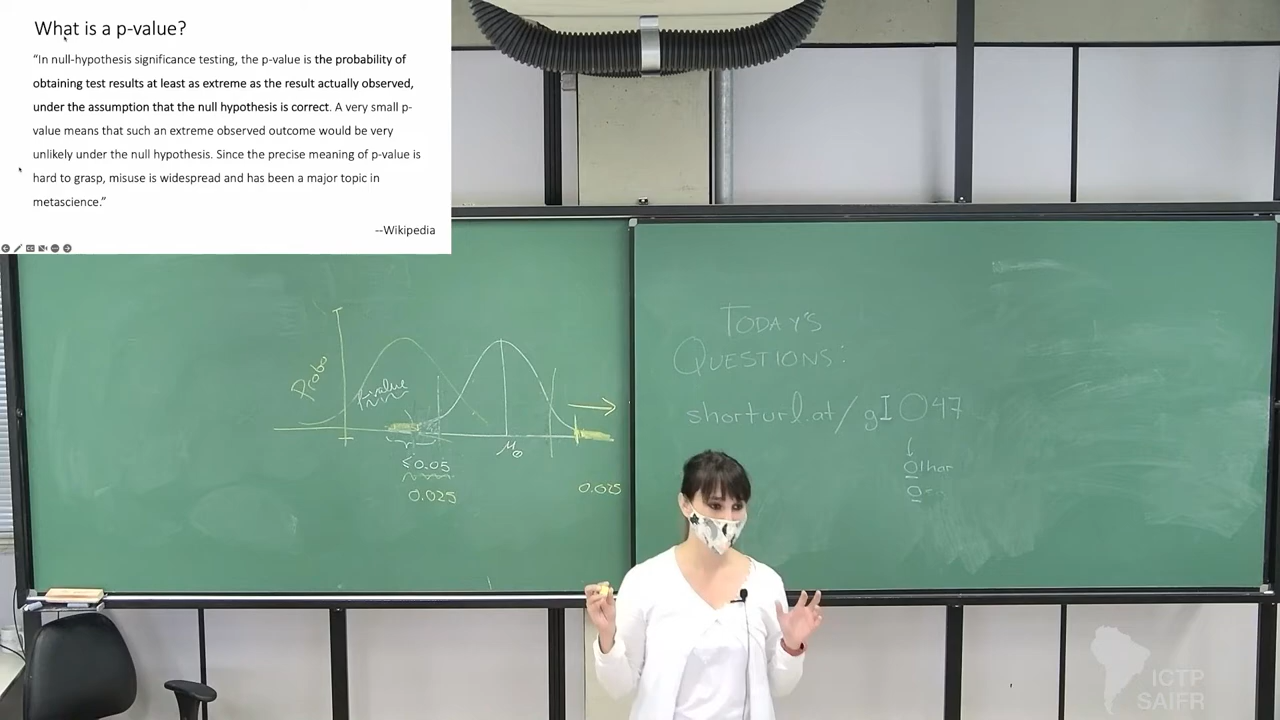 What is a p-value?
“In null-hypothesis significance testing, the p-value is the probability of
obtaining test results at least as extreme as the result actually observed,
under the assumption that the null hypothesis is correct. A very small p-
value means that such an extreme observed outcome would be very
unlikely under the null hypothesis. Since the precise meaning of p-value is
hard to grasp, misuse is widespread and has been a major topic in
metascience.”
--Wikipedia
Probo
p-value
μ₀
≤0.05
0.025
0.025
TODAY'S
QUESTIONS:
shorturl.at/gIO47
Olhar
ICTP
SAIFR